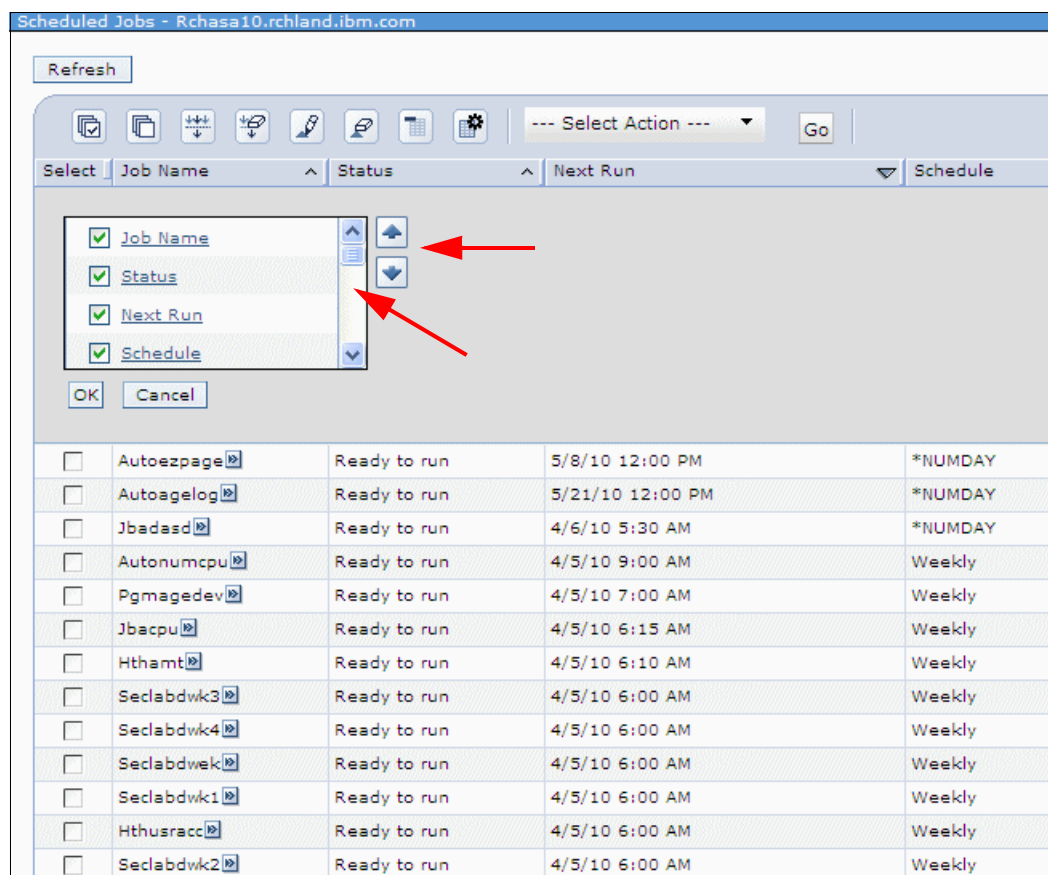 Scheduled Jobs - Rchasa10.rchland.ibm.com
Refresh
--- Select Action --- Go
Select Job Name Status Next Run Schedule
Job Name
Status
Next Run
Schedule
OK Cancel
Autoezpage Ready to run 5/8/10 12:00 PM *NUMDAY
Autoagelog Ready to run 5/21/10 12:00 PM *NUMDAY
Jbadasd Ready to run 4/6/10 5:30 AM *NUMDAY
Autonumcpu Ready to run 4/5/10 9:00 AM Weekly
Pgmagedev Ready to run 4/5/10 7:00 AM Weekly
Jbacpu Ready to run 4/5/10 6:15 AM Weekly
Hthamt Ready to run 4/5/10 6:10 AM Weekly
Seclabdwk3 Ready to run 4/5/10 6:00 AM Weekly
Seclabdwk4 Ready to run 4/5/10 6:00 AM Weekly
Seclabdwek Ready to run 4/5/10 6:00 AM Weekly
Seclabdwk1 Ready to run 4/5/10 6:00 AM Weekly
Hthusracc Ready to run 4/5/10 6:00 AM Weekly
Seclabdwk2 Ready to run 4/5/10 6:00 AM Weekly